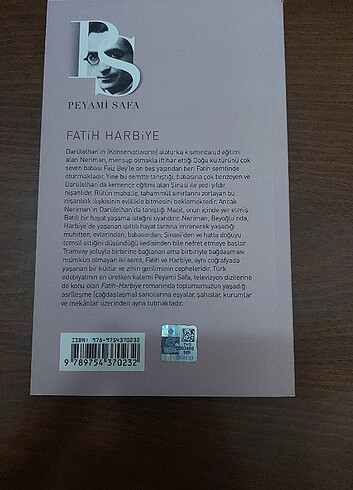 PS
PEYAMİ SAFA
FATİH HARBİYE
Darülelhan'ın (Konservatuvarın) alaturka kısmında ud eğitimi
alan Neriman, mensup olmakla iftihar ettiği Doğu kültürünü çok
seven babası Faiz Bey'le on beş yaşından beri Fatih semtinde
oturmaktadır. Yine bu semtte tanıştığı, babasına çok benzeyen ve
Darülelhan'da kemençe eğitimi alan Şinasi ile yedi yıldır
nişanlıdır. Bütün mahalle, tahammül sınırlarını zorlayan bu
nişanlılık ilişkisinin evlilikle bitmesini beklemektedir. Ancak
Neriman'ın Darülelhan'da tanıştığı Macit, onun içinde yer etmiş
Batılı bir hayat yaşama isteğini uyandırır. Neriman, Beyoğlu'nda,
Harbiye'de yaşanan ışıltılı hayat tarzına imrenerek yaşadığı
muhitten, evlerinden, babasından, Şinasi'den ve hatta doğuyu
temsil ettiğini düşündüğü kedisinden bile nefret etmeye başlar.
Tramvay yoluyla birbirine bağlanan ama birbiriyle bağdaşması
mümkün olmayan iki semt, Fatih ve Harbiye, aynı coğrafyada
yaşanan bir kültür ve zihin geriliminin cepheleridir. Türk
edebiyatının en üretken kalemi Peyami Safa, televizyon dizilerine
de konu olan Fatih-Harbiye romanında toplumumuzun yaşadığı
asrîleşme (çağdaşlaşma) sancılarına eşyalar, şahıslar, kurumlar
ve mekânlar üzerinden ayna tutmaktadır.
ISBN: 978-9754370232
9 789754 370232